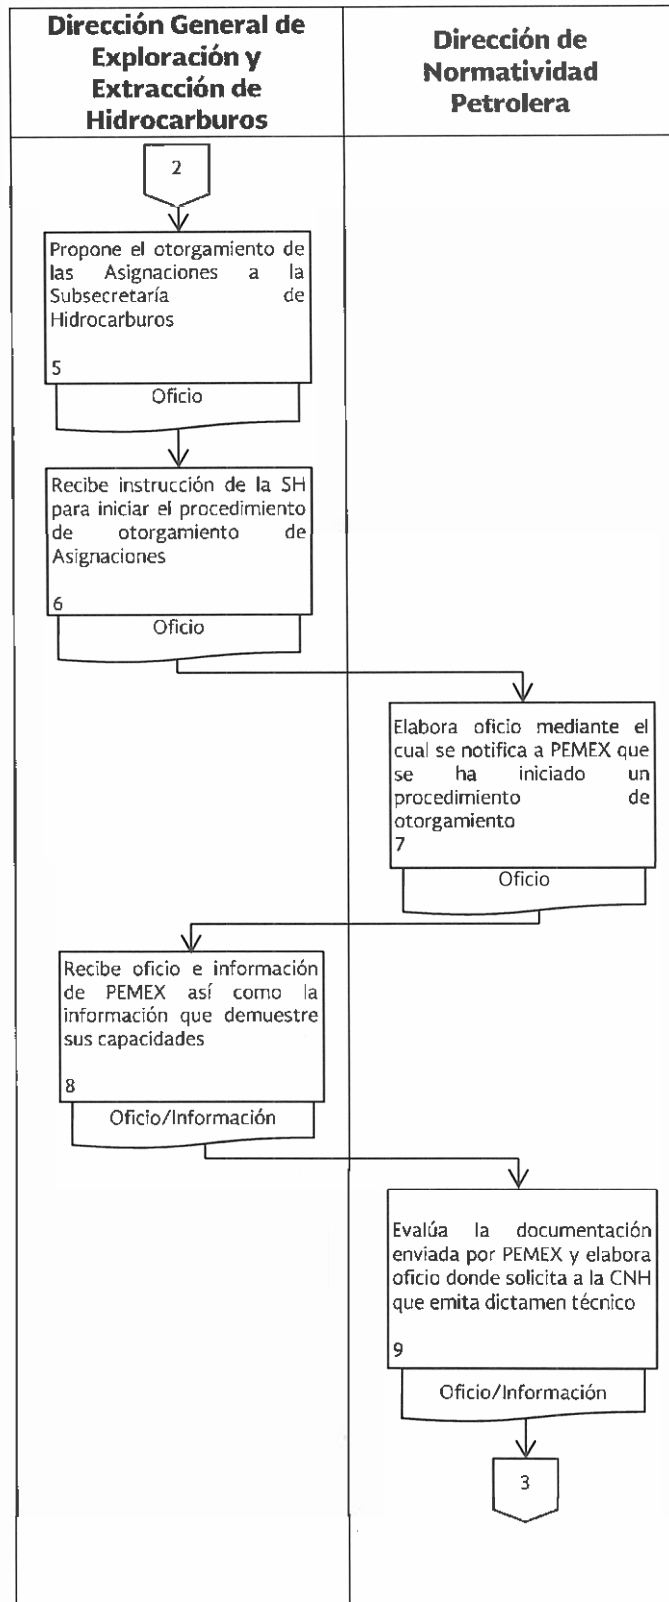 Dirección General de
Exploración y
Extracción de
Hidrocarburos
Dirección de
Normatividad
Petrolera
2
Propone el otorgamiento de
las Asignaciones a la
Subsecretaría de
Hidrocarburos
5
Oficio
Recibe instrucción de la SH
para iniciar el procedimiento
de otorgamiento de
Asignaciones
6
Oficio
Elabora oficio mediante el
cual se notifica a PEMEX que
se ha iniciado un
procedimiento de
otorgamiento
7
Oficio
Recibe oficio e información
de PEMEX así como la
información que demuestre
sus capacidades
8
Oficio/Información
Evalúa la documentación
enviada por PEMEX y elabora
oficio donde solicita a la CNH
que emita dictamen técnico
9
Oficio/Información
3